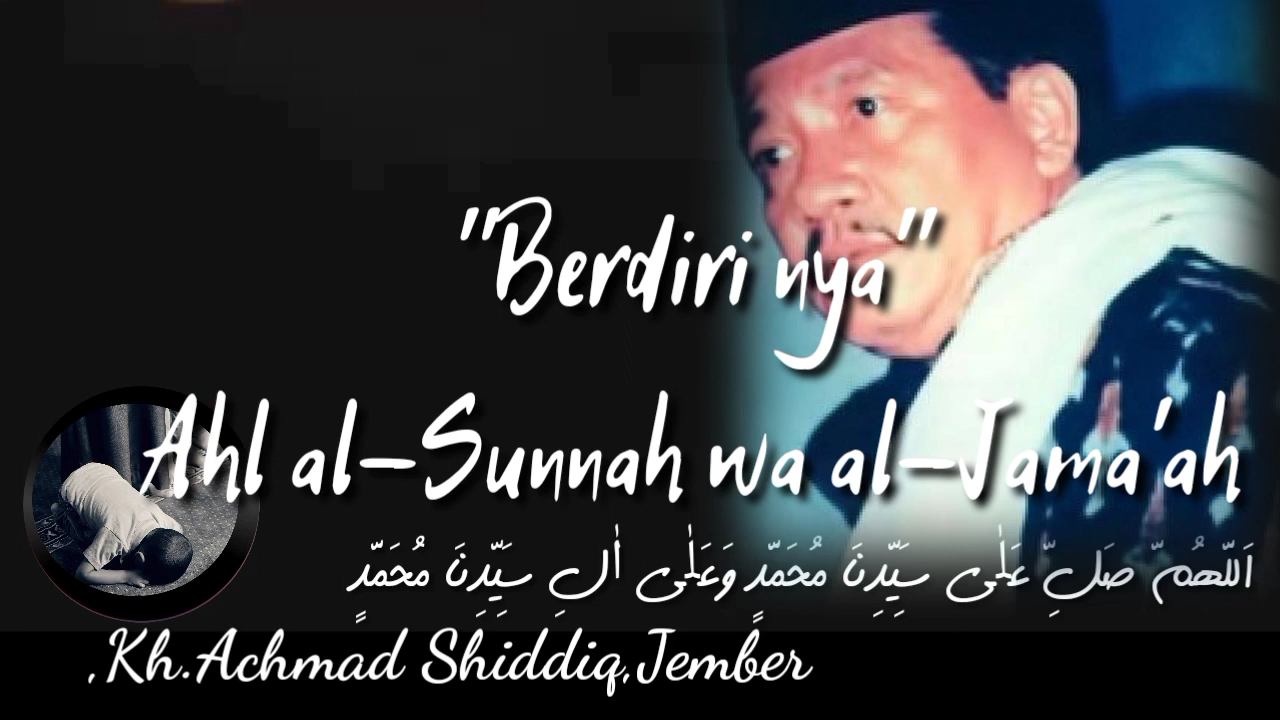 "Berdiri nya"
Ahl al-Sunnah wa al-Jama'ah
اَللّٰهُمَّ صَلِّ عَلٰى سَيِّدِنَا مُحَمَّدٍ وَعَلٰى اٰلِ سَيِّدِنَا مُحَمَّدٍ
,Kh.Achmad Shiddiq,Jember